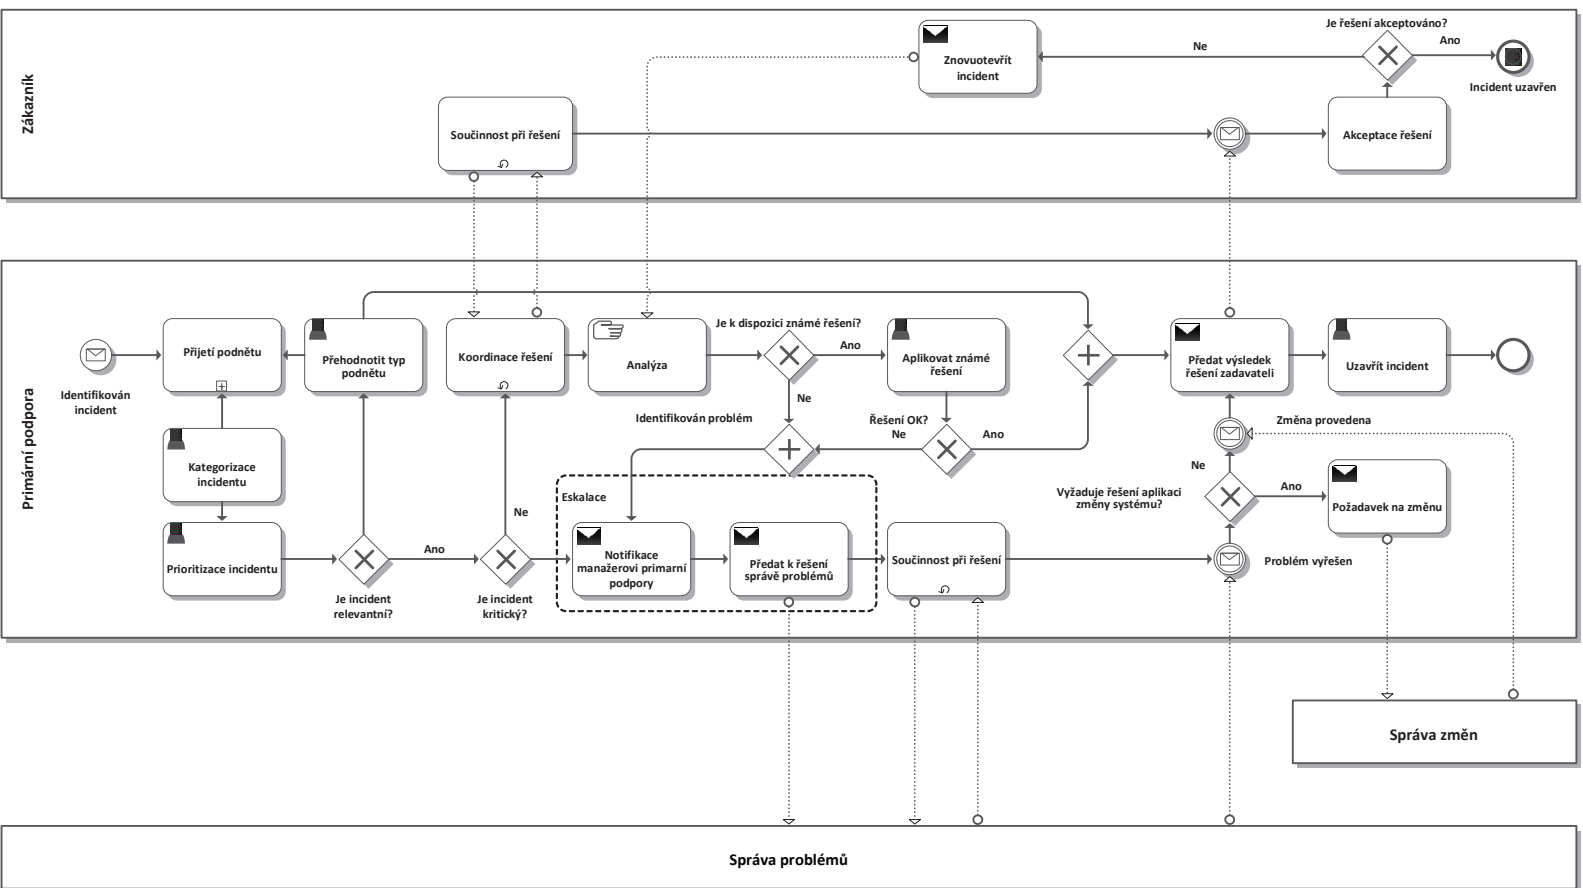 Zákazník
Je řešení akceptováno?
Ne
Ano
Znovuotevřít
incident
Incident uzavřen
Součinnost při řešení
Akceptace řešení
Primární podpora
Identifikován
incident
Přijetí podnětu
Přehodnotit typ
podnětu
Koordinace řešení
Analýza
Je k dispozici známé řešení?
Ano
Ne
Aplikovat známé
řešení
Předat výsledek
řešení zadavateli
Uzavřít incident
Identifikován problém
Řešení OK?
Ne
Ano
Změna provedena
Kategorizace
incidentu
Eskalace
Ne
Ne
Vyžaduje řešení aplikaci
změny systému?
Ano
Požadavek na změnu
Prioritizace incidentu
Ano
Je incident
relevantní?
Je incident
kritický?
Notifikace
manažerovi primarní
podpory
Předat k řešení
správě problémů
Součinnost při řešení
Problém vyřešen
Správa změn
Správa problémů